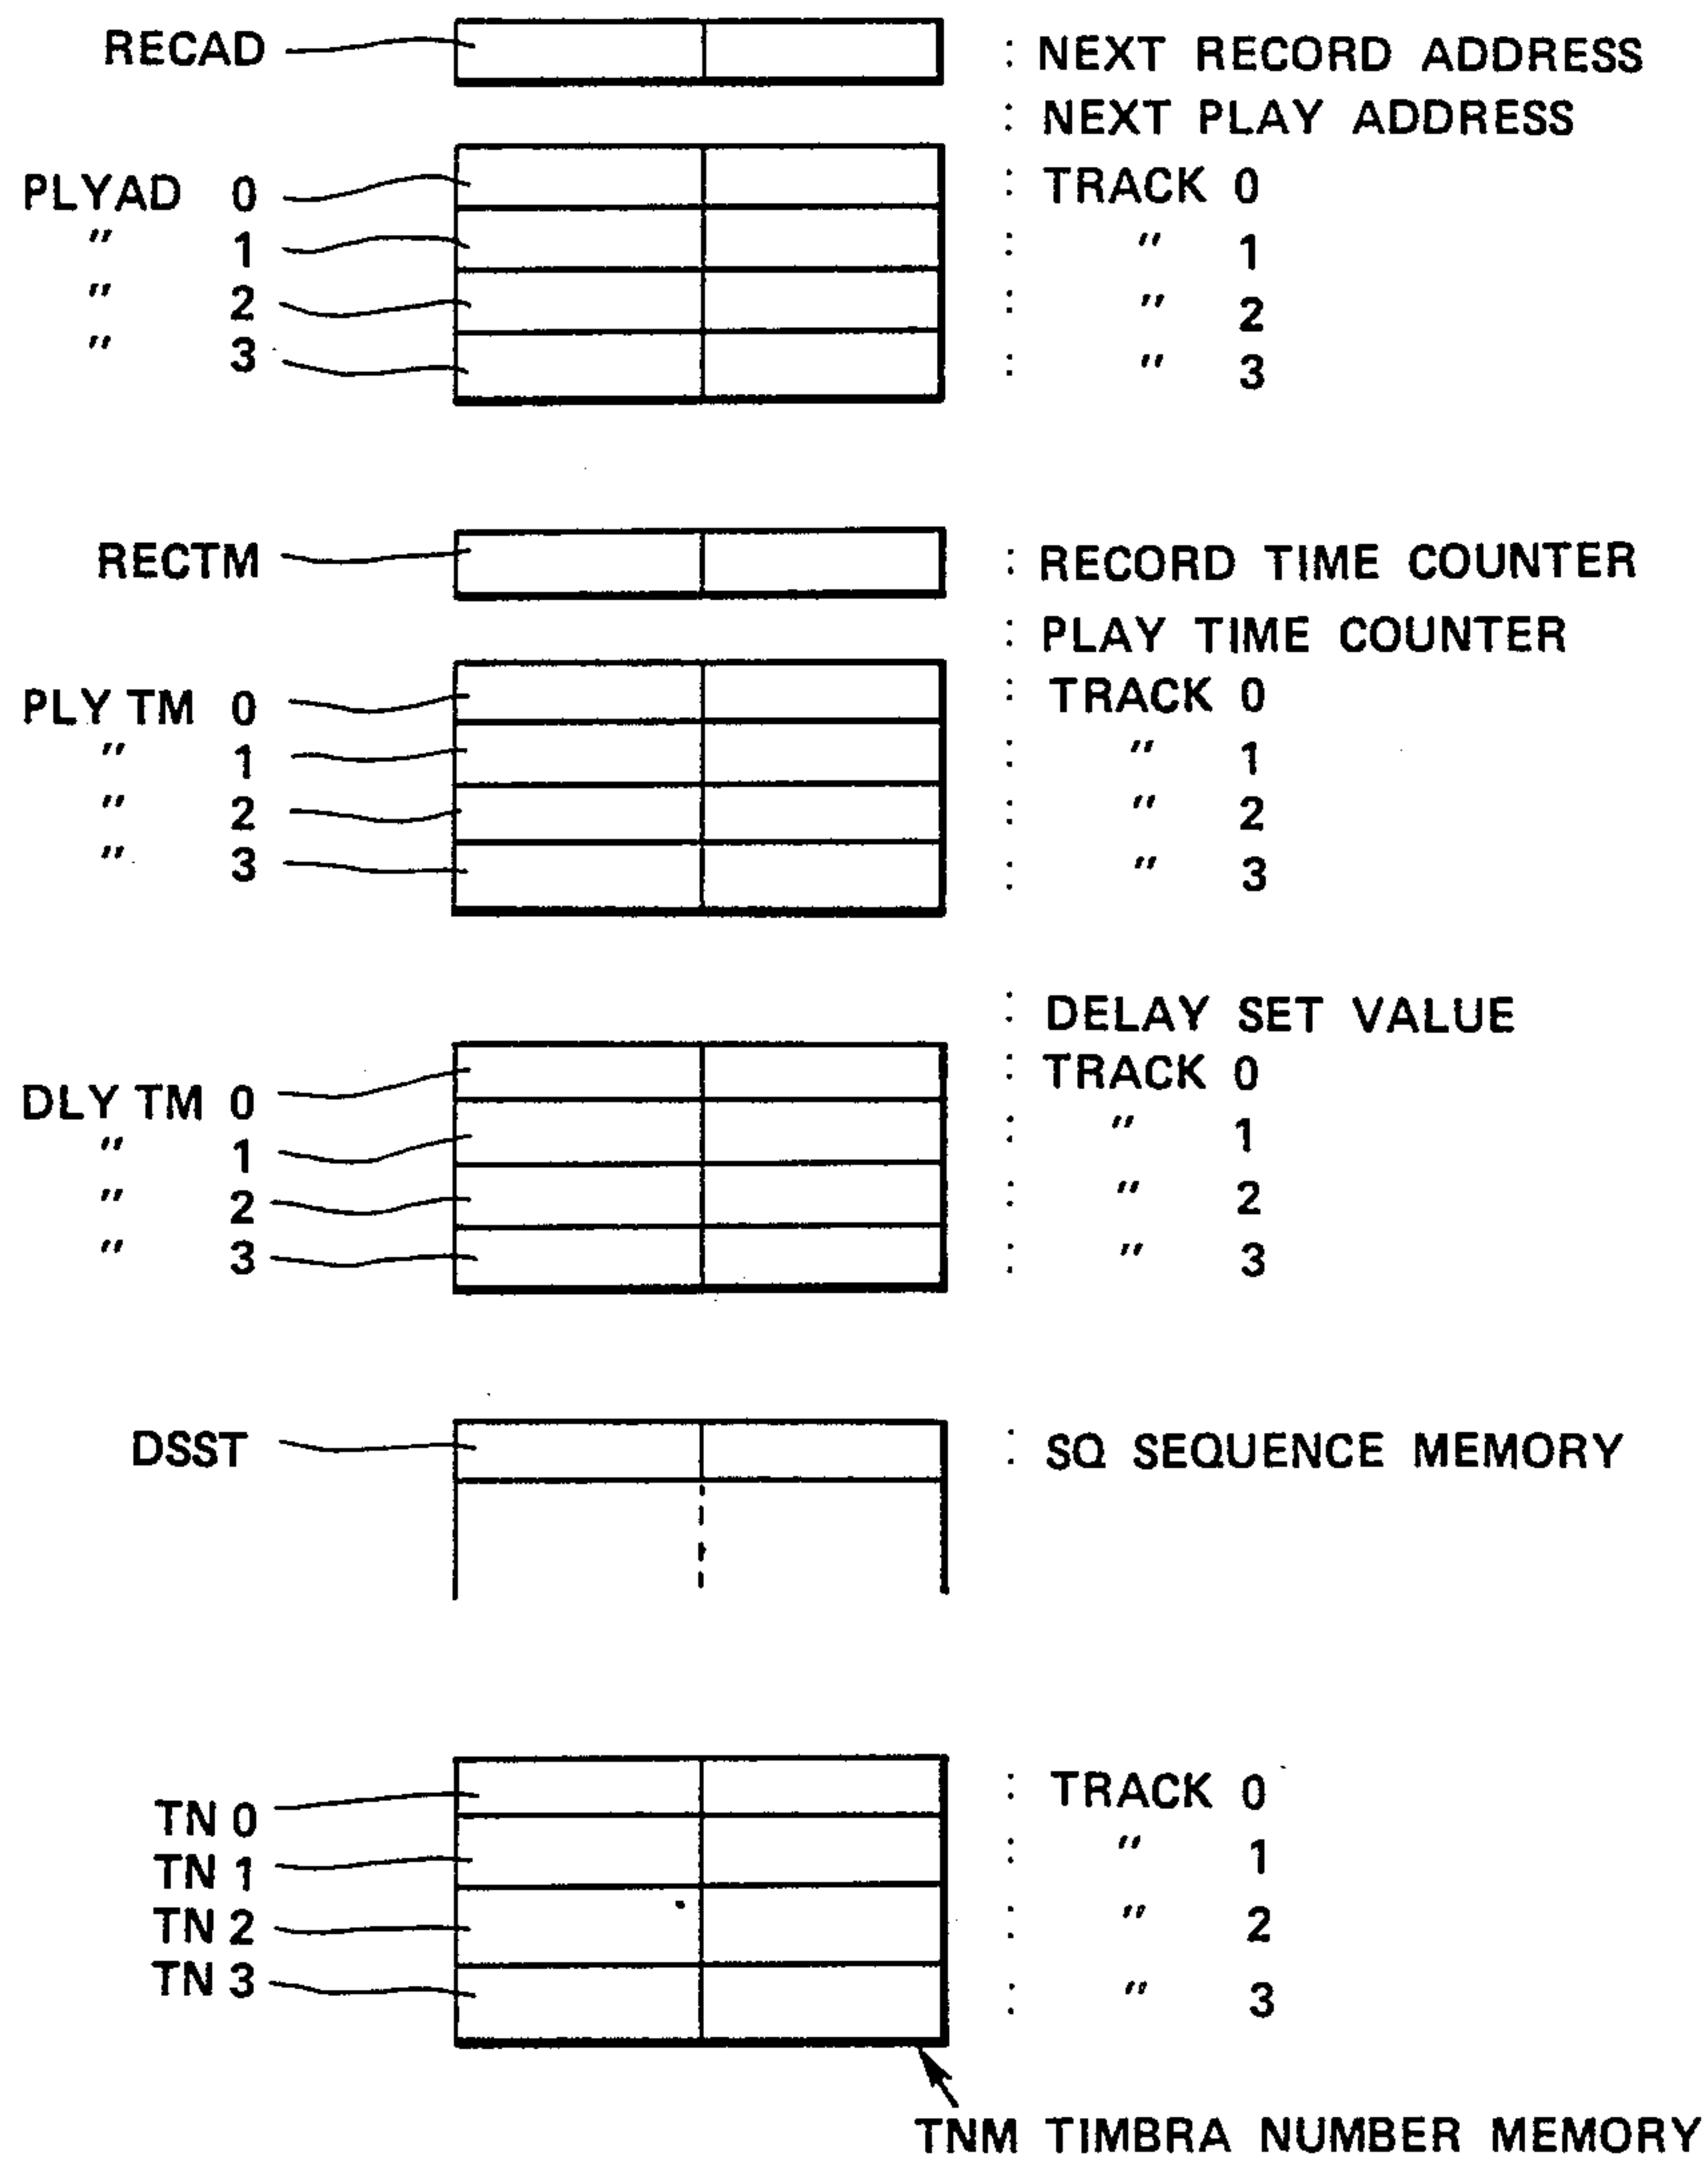 RECAD : NEXT RECORD ADDRESS
: NEXT PLAY ADDRESS
PLYAD 0 : TRACK 0
" 1 : " 1
" 2 : " 2
" 3 : " 3
RECTM : RECORD TIME COUNTER
: PLAY TIME COUNTER
PLY TM 0 : TRACK 0
" 1 : " 1
" 2 : " 2
" 3 : " 3
: DELAY SET VALUE
DLY TM 0 : TRACK 0
" 1 : " 1
" 2 : " 2
" 3 : " 3
DSST : SQ SEQUENCE MEMORY
TN 0 : TRACK 0
TN 1 : " 1
TN 2 : " 2
TN 3 : " 3
TNM TIMBRA NUMBER MEMORY